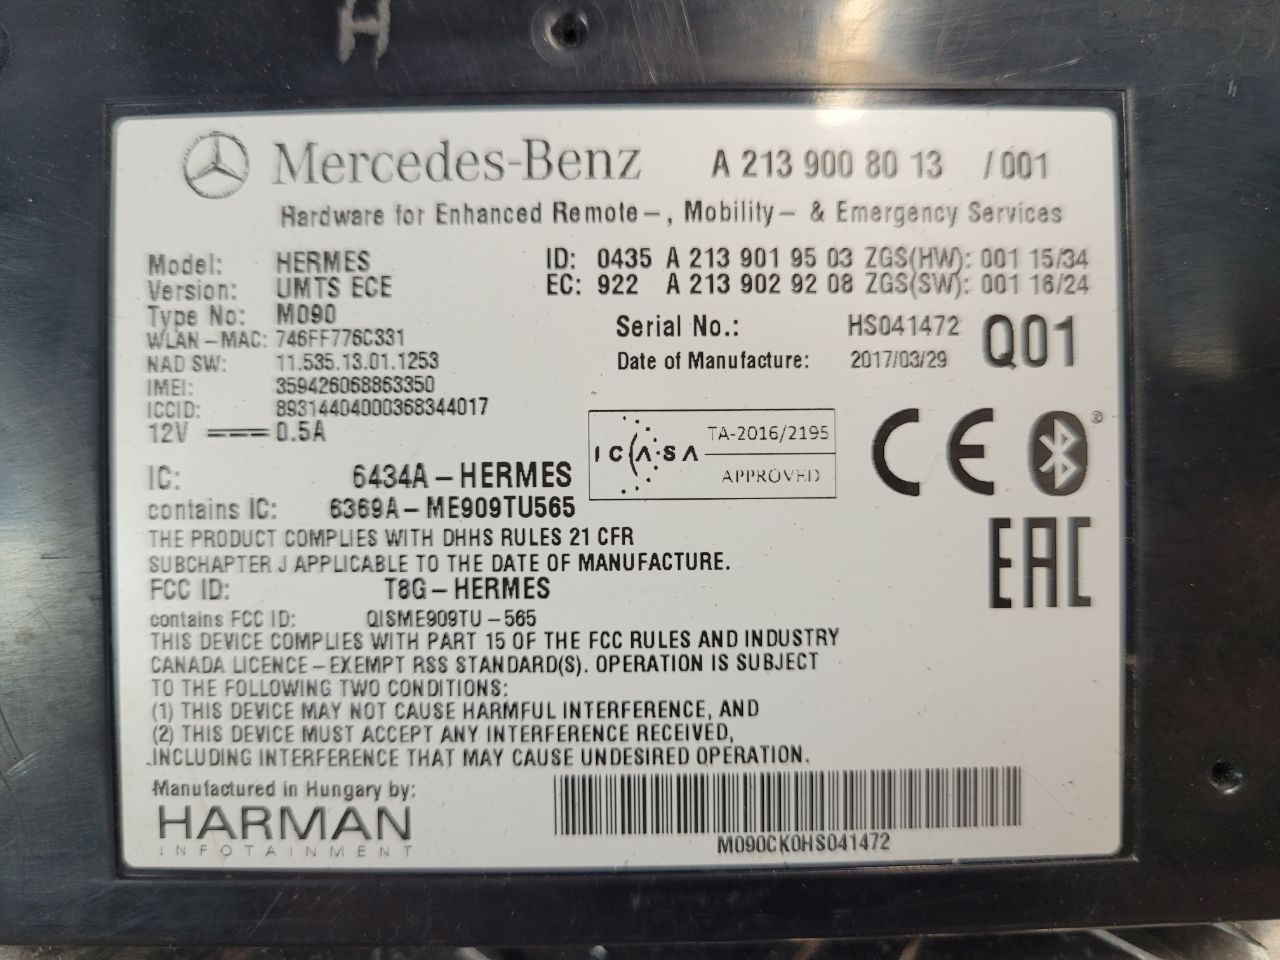 H
Mercedes-Benz A 213 900 80 13 /001
Hardware for Enhanced Remote-, Mobility- & Emergency Services
Model: HERMES ID: 0435 A 213 901 95 03 ZGS(HW): 001 15/34
Version: UMTS ECE EC: 922 A 213 902 92 08 ZGS(SW): 001 16/24
Type No: M090
WLAN-MAC: 746FF776C331 Serial No.: HS041472 Q01
NAD SW: 11.535.13.01.1253 Date of Manufacture: 2017/03/29
IMEI: 359426068863350
ICCID: 89314404000368344017
12V 0.5A
ICASA TA-2016/2195
APPROVED
CE
®
IC: 6434A-HERMES
contains IC: 6369A-ME909TU565
THE PRODUCT COMPLIES WITH DHHS RULES 21 CFR
SUBCHAPTER J APPLICABLE TO THE DATE OF MANUFACTURE.
EAC
FCC ID: T8G-HERMES
contains FCC ID: QISME909TU-565
THIS DEVICE COMPLIES WITH PART 15 OF THE FCC RULES AND INDUSTRY
CANADA LICENCE-EXEMPT RSS STANDARD(S). OPERATION IS SUBJECT
TO THE FOLLOWING TWO CONDITIONS:
(1) THIS DEVICE MAY NOT CAUSE HARMFUL INTERFERENCE, AND
(2) THIS DEVICE MUST ACCEPT ANY INTERFERENCE RECEIVED,
INCLUDING INTERFERENCE THAT MAY CAUSE UNDESIRED OPERATION.
Manufactured in Hungary by:
HARMAN
INFOTAINMENT
M090CK0HS041472